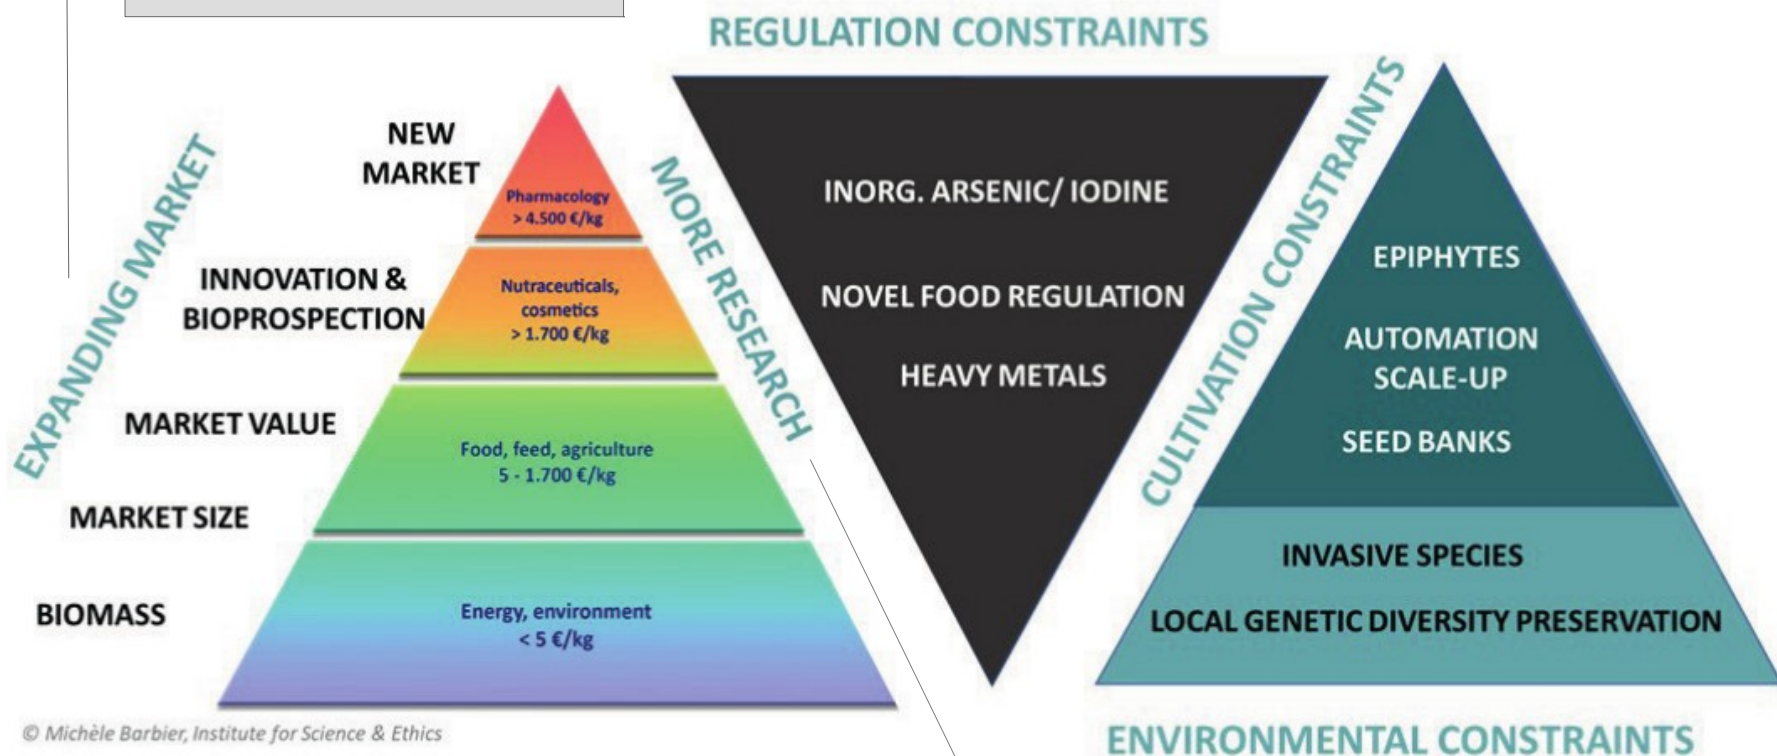 REGULATION CONSTRAINTS
EXPANDING MARKET
NEW
MARKET
Pharmacology
> 4.500 €/kg
INNOVATION &
BIOPROSPECTION
Nutraceuticals,
cosmetics
> 1.700 €/kg
MARKET VALUE
Food, feed, agriculture
5 - 1.700 €/kg
MARKET SIZE
BIOMASS
Energy, environment
< 5 €/kg
MORE RESEARCH
INORG. ARSENIC/ IODINE
NOVEL FOOD REGULATION
HEAVY METALS
CULTIVATION CONSTRAINTS
EPIPHYTES
AUTOMATION
SCALE-UP
SEED BANKS
INVASIVE SPECIES
LOCAL GENETIC DIVERSITY PRESERVATION
ENVIRONMENTAL CONSTRAINTS
© Michèle Barbier, Institute for Science & Ethics